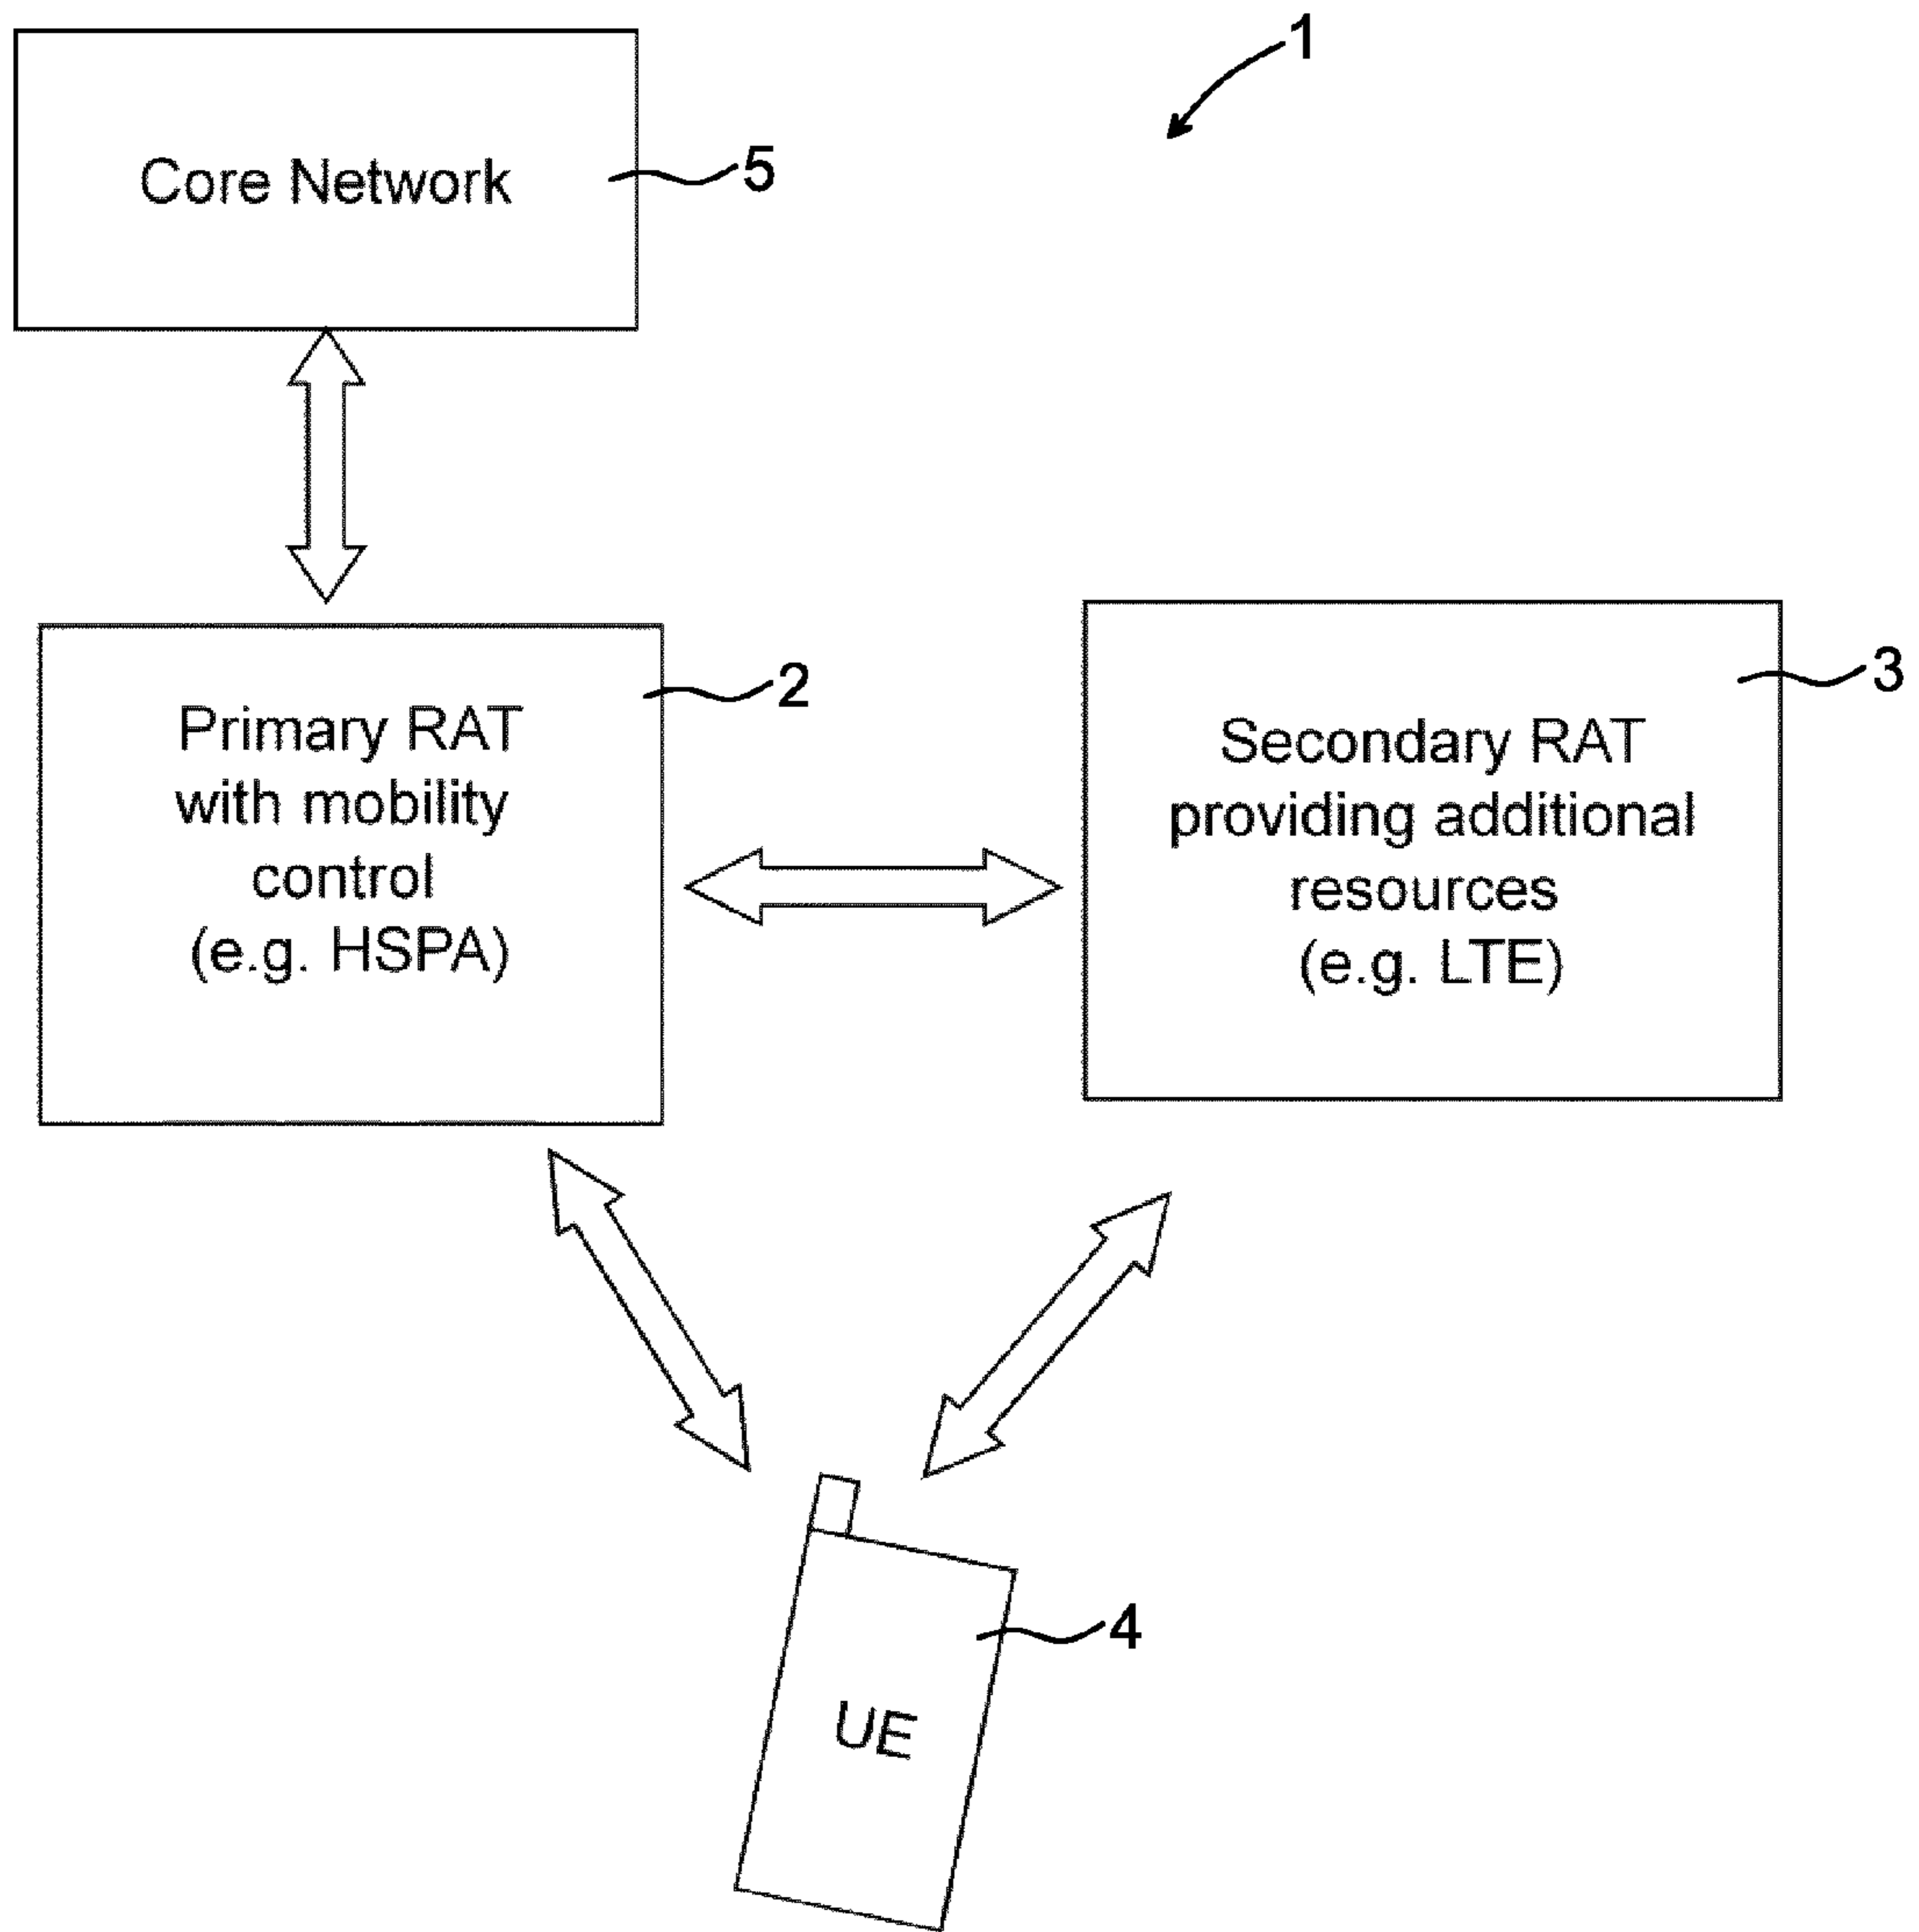 1
Core Network
5
Primary RAT
with mobility
control
(e.g. HSPA)
2
Secondary RAT
providing additional
resources
(e.g. LTE)
3
4
UE